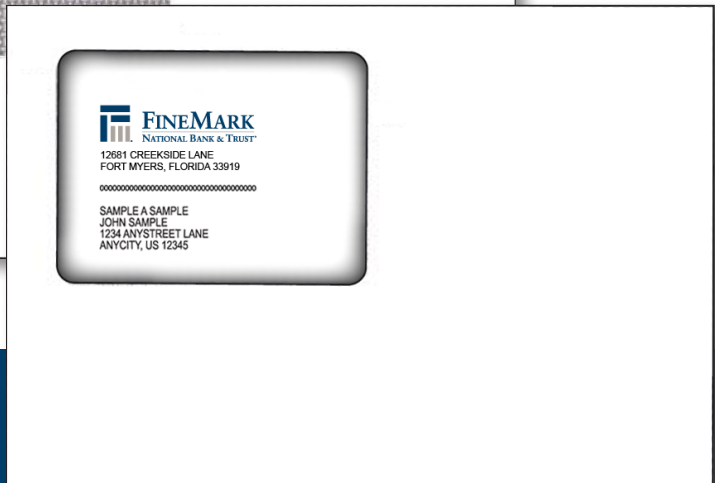 FINEMARK
NATIONAL BANK & TRUST
12681 CREEKSIDE LANE
FORT MYERS, FLORIDA 33919
SAMPLE A SAMPLE
JOHN SAMPLE
1234 ANYSTREET LANE
ANYCITY, US 12345